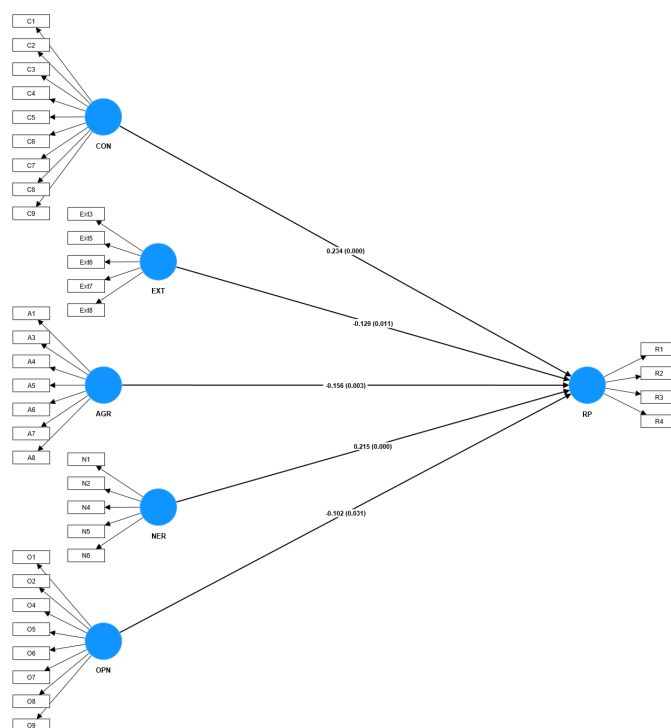 C1
C2
C3
C4
C5
C6
C7
C8
C9
CON
0.234 (0.000)
Ext3
Ext5
Ext6
Ext7
Ext8
EXT
-0.129 (0.011)
A1
A3
A4
A5
A6
A7
A8
AGR
-0.156 (0.003)
N1
N2
N4
N5
N6
NER
0.215 (0.000)
O1
O2
O4
O5
O6
O7
O8
O9
OPN
-0.102 (0.031)
RP
R1
R2
R3
R4